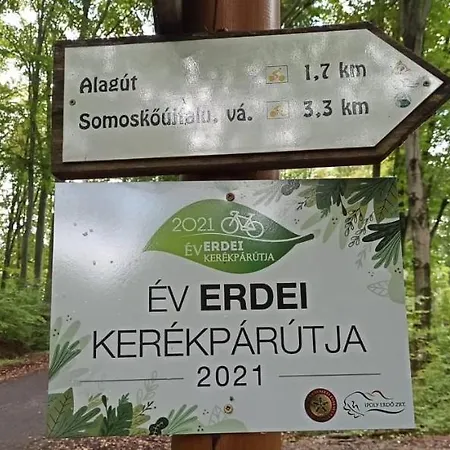 Alagút 1,7 km
Somoskőújfalu, vá. 3,3 km
2021
ÉV ERDEI
KERÉKPÁRÚTJA
ÉV ERDEI
KERÉKPÁRÚTJA
2021
IPOLY ERDŐ ZRT.